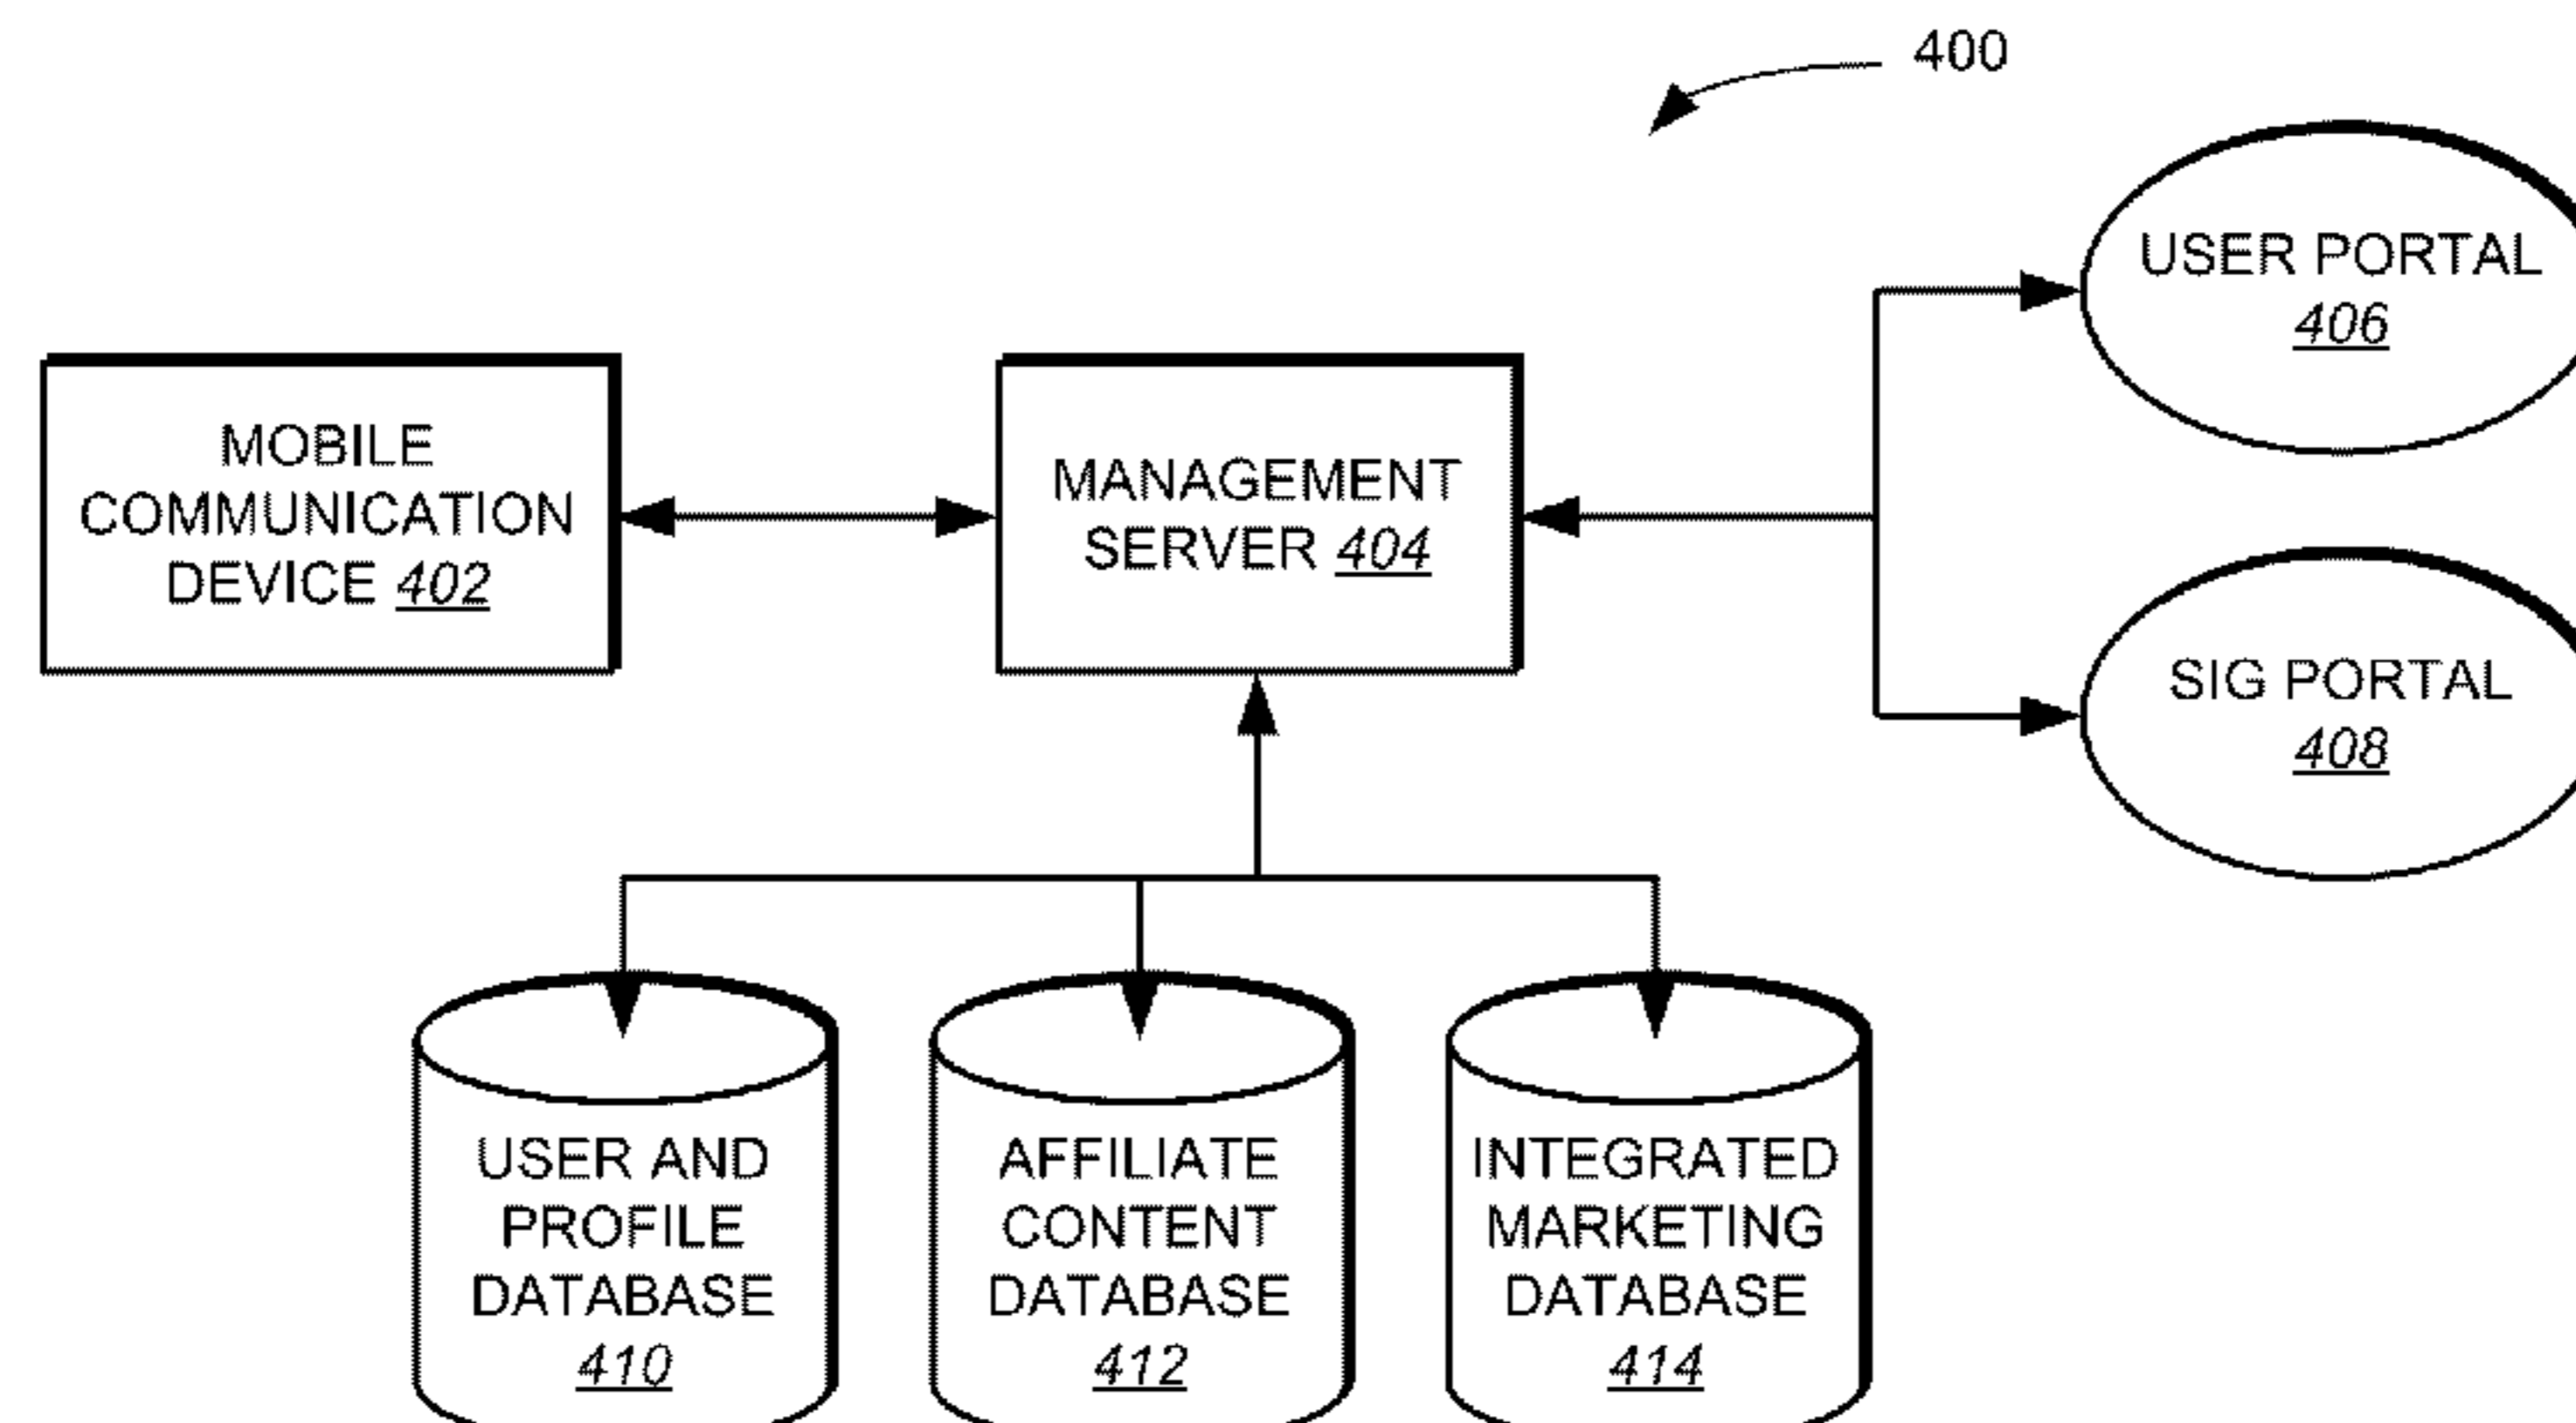 400
USER PORTAL
406
MOBILE
COMMUNICATION
DEVICE 402
MANAGEMENT
SERVER 404
SIG PORTAL
408
USER AND
PROFILE
DATABASE
410
AFFILIATE
CONTENT
DATABASE
412
INTEGRATED
MARKETING
DATABASE
414